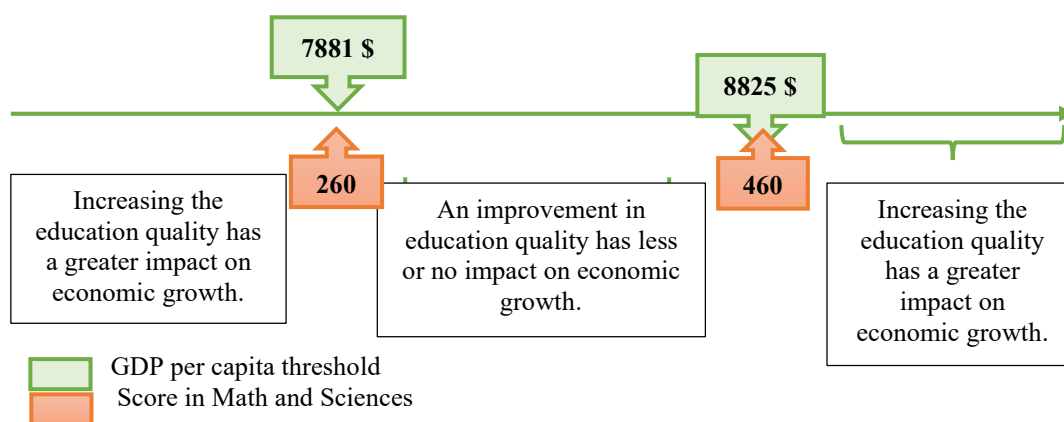 7881 $
8825 $
260
460
Increasing the
education quality has
a greater impact on
economic growth.
An improvement in
education quality has less
or no impact on economic
growth.
Increasing the
education quality
has a greater
impact on
economic growth.
GDP per capita threshold
Score in Math and Sciences